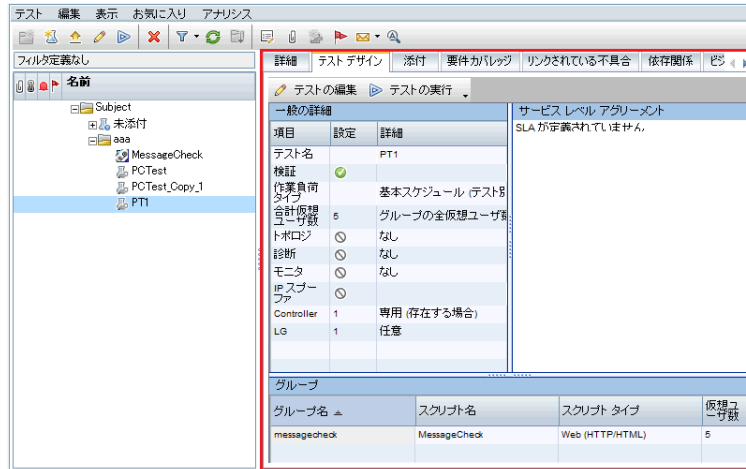 テスト 編集 表示 お気に入り アナリシス
フィルタ定義なし
名前
Subject
未添付
aaa
MessageCheck
PCTest
PCTest_Copy_1
PT1
詳細 テスト デザイン 添付 要件カバレッジ リンクされている不具合 依存関係
テストの編集 テストの実行
一般の詳細
項目 設定 詳細
テスト名 PT1
検証
作業負荷タイプ 基本スケジュール (テスト別
合計仮想ユーザ数 5 グループの全仮想ユーザ数
トポロジ なし
診断 なし
モニタ なし
IP スプーファ
Controller 1 専用 (存在する場合)
LG 1 任意
サービス レベル アグリーメント
SLA が定義されていません
グループ
グループ名 スクリプト名 スクリプト タイプ 仮想ユーザ数
messagecheck MessageCheck Web (HTTP/HTML) 5